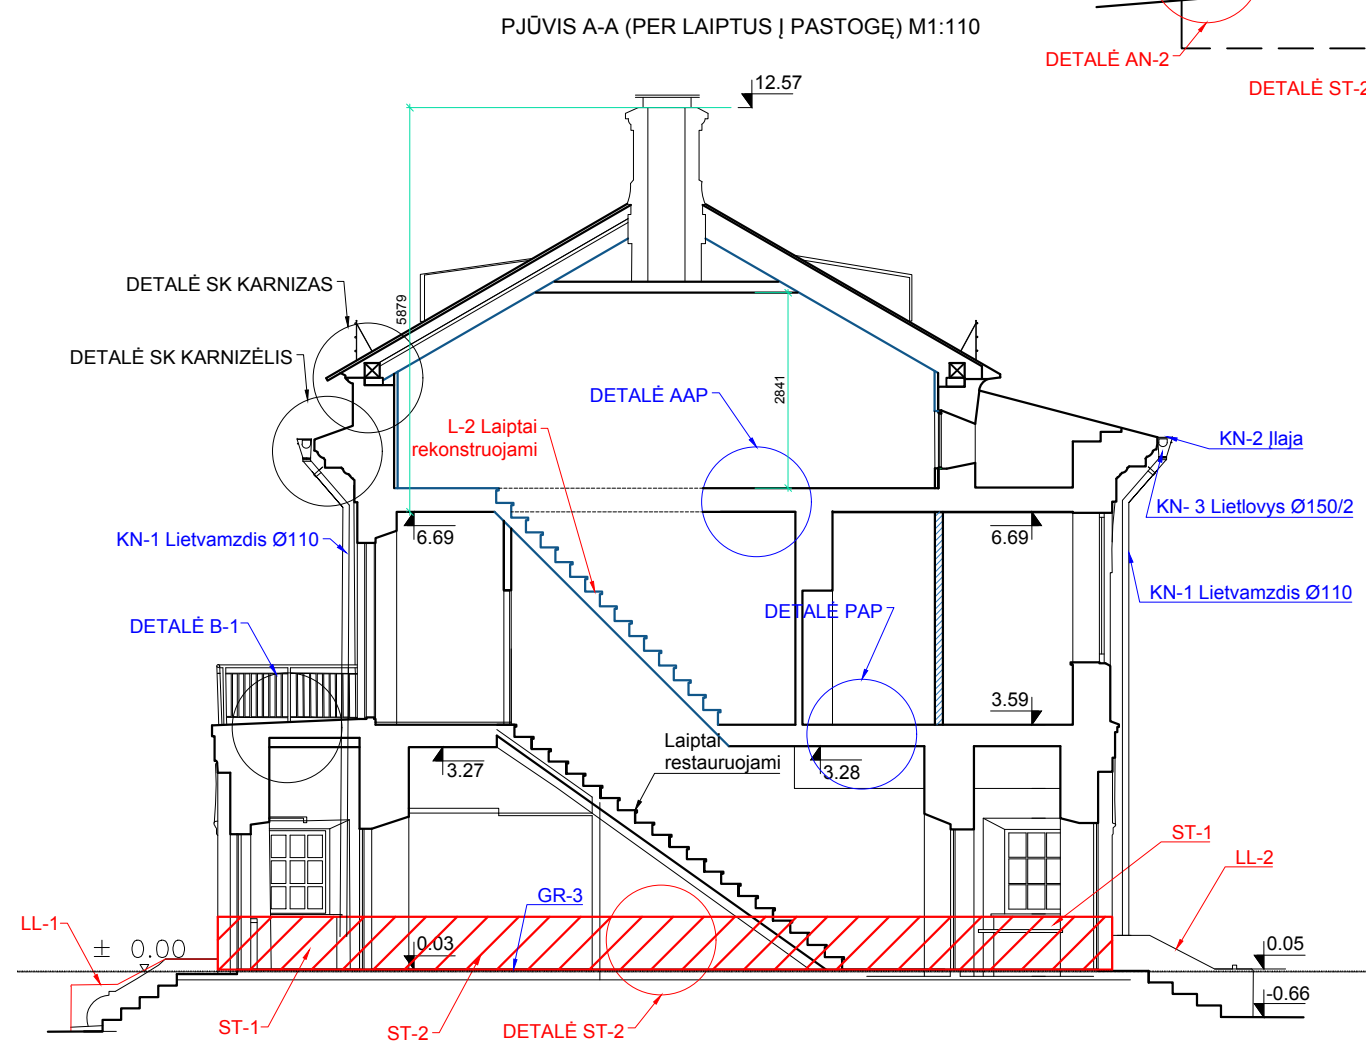 PJŪVIS A-A (PER LAIPTUS Į PASTOGĘ) M1:110
DETALĖ AN-2
DETALĖ ST-2
12.57
DETALĖ SK KARNIZAS
5879
DETALĖ SK KARNIZĖLIS
DETALĖ AAP
2841
L-2 Laiptai
rekonstruojami
KN-2 Įlaja
KN- 3 Lietlovys Ø150/2
KN-1 Lietvamzdis Ø110
6.69
6.69
KN-1 Lietvamzdis Ø110
DETALĖ B-1
DETALĖ PAP
3.59
Laiptai
restauruojami
3.27
3.28
ST-1
LL-2
GR-3
LL-1
± 0.00
0.03
0.05
-0.66
ST-1
ST-2
DETALĖ ST-2